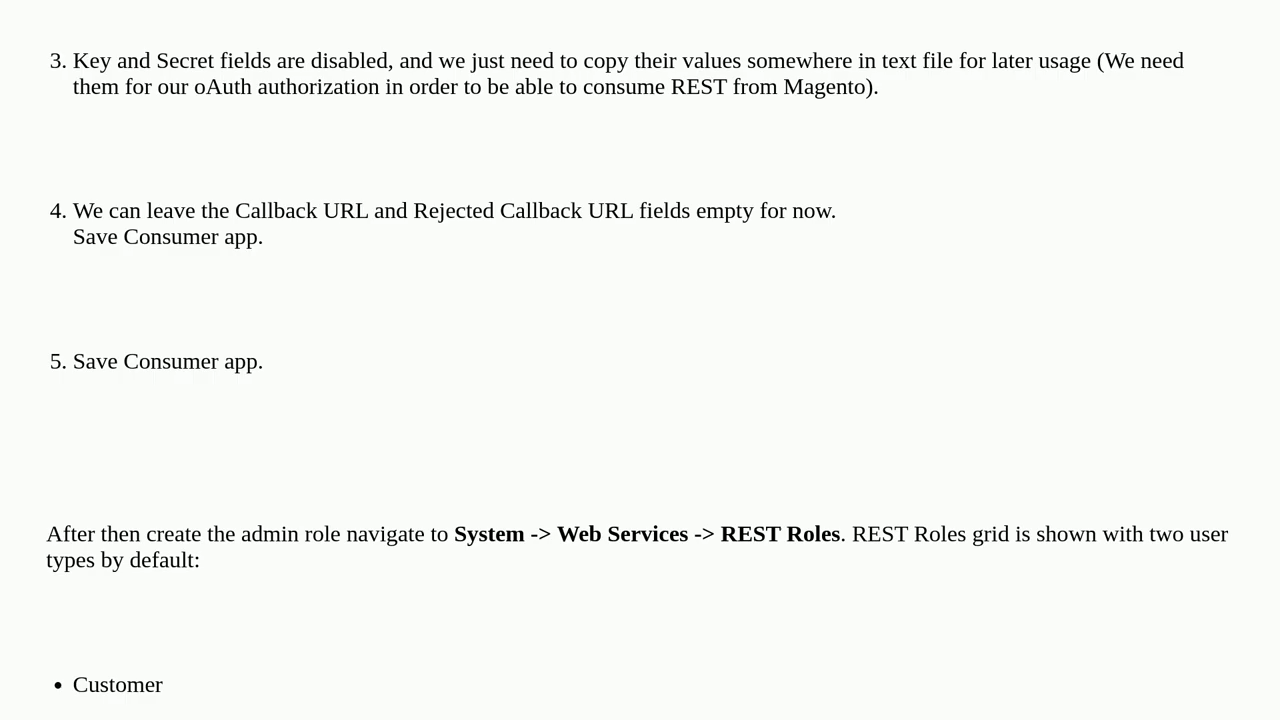 3. Key and Secret fields are disabled, and we just need to copy their values somewhere in text file for later usage (We need
them for our oAuth authorization in order to be able to consume REST from Magento).
4. We can leave the Callback URL and Rejected Callback URL fields empty for now.
Save Consumer app.
5. Save Consumer app.
After then create the admin role navigate to System -> Web Services -> REST Roles. REST Roles grid is shown with two user
types by default:
• Customer